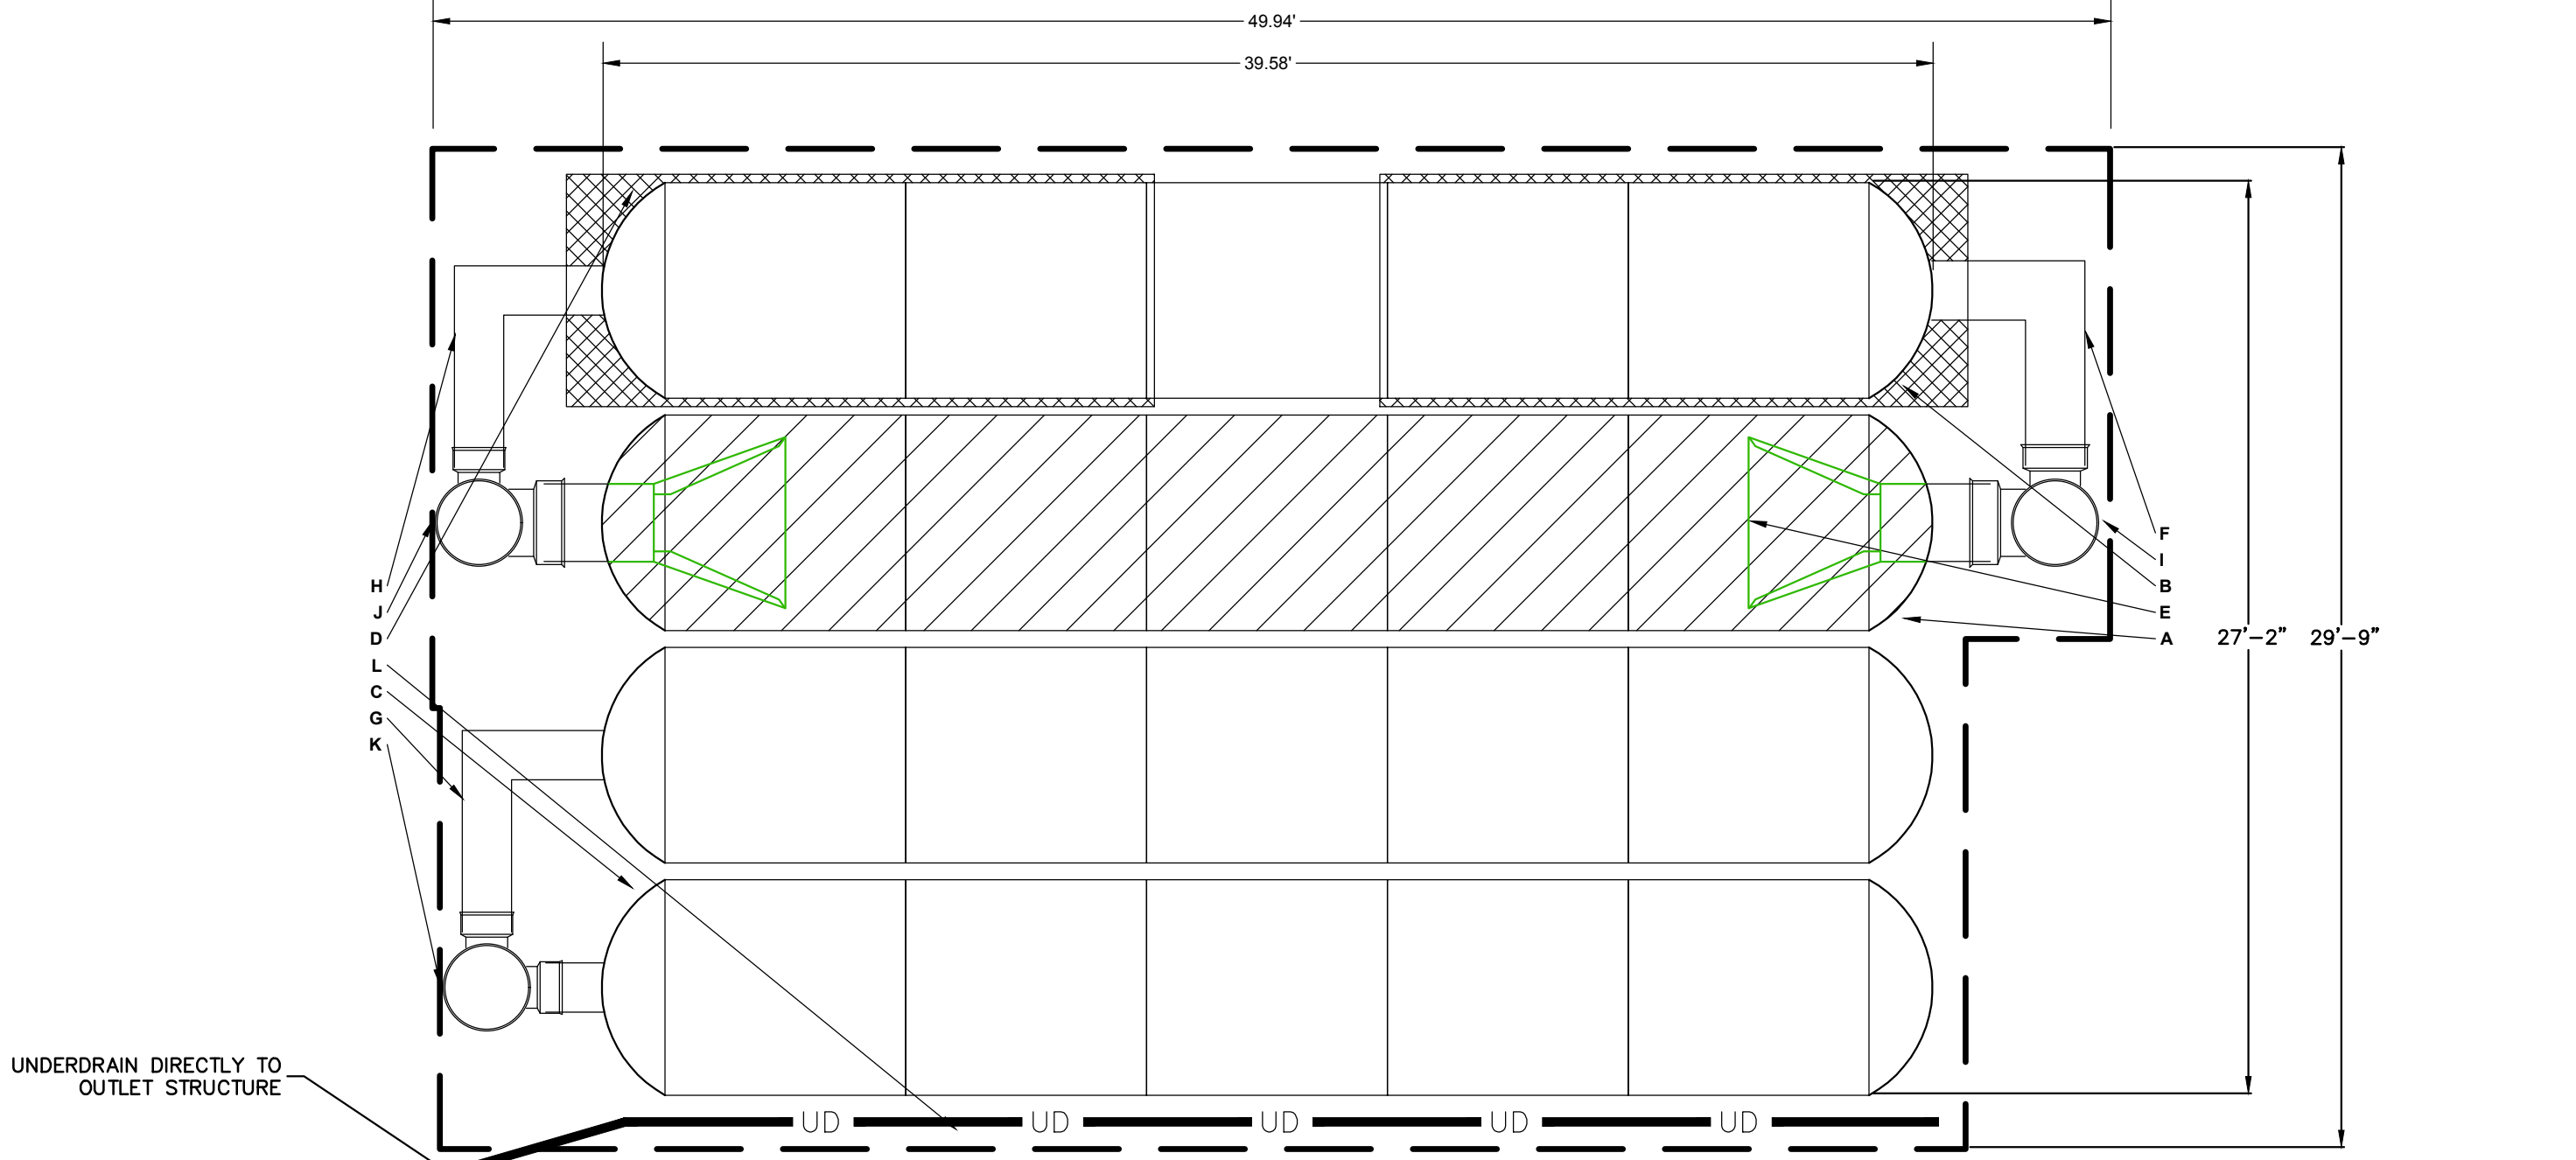 49.94'
39.58'
H
J
D
L
C
G
K
F
I
B
E
A
27'-2" 29'-9"
UNDERDRAIN DIRECTLY TO
OUTLET STRUCTURE
UD UD UD UD UD